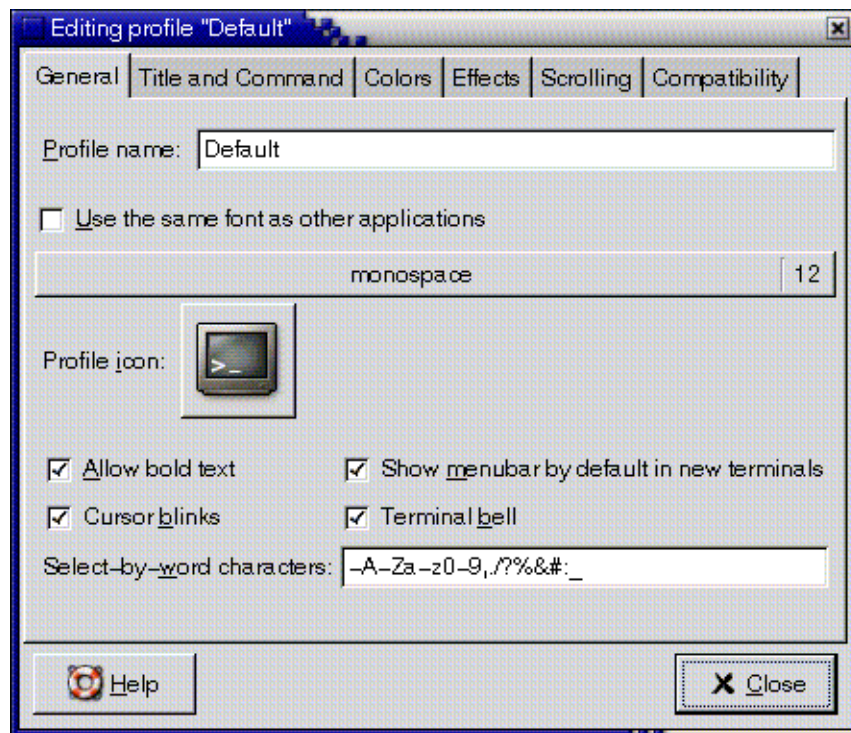 Editing profile "Default"
General Title and Command Colors Effects Scrolling Compatibility
Profile name: Default
Use the same font as other applications
monospace 12
Profile icon:
>_
Allow bold text Show menubar by default in new terminals
Cursor blinks Terminal bell
Select-by-word characters: -A-Za-z0-9,./?%&#:_
Help Close